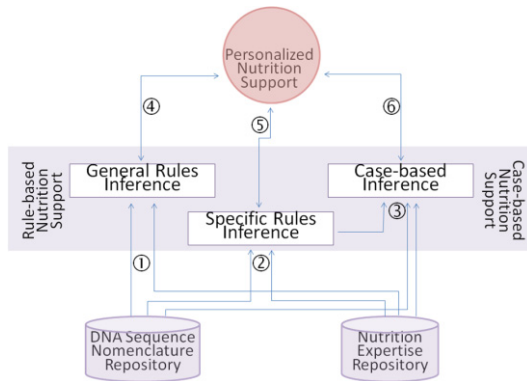 Personalized
Nutrition
Support
④
⑥
⑤
Rule-based
Nutrition
Support
General Rules
Inference
Case-based
Inference
Case-based
Nutrition
Support
③
Specific Rules
Inference
①
②
DNA Sequence
Nomenclature
Repository
Nutrition
Expertise
Repository